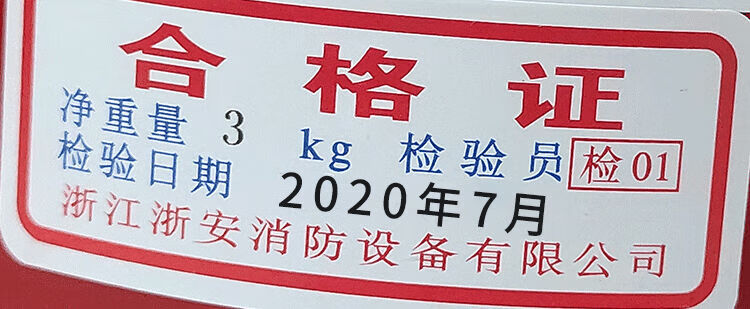 合格证
净重量 3 kg 检验员 检01
检验日期 2020年7月
浙江浙安消防设备有限公司